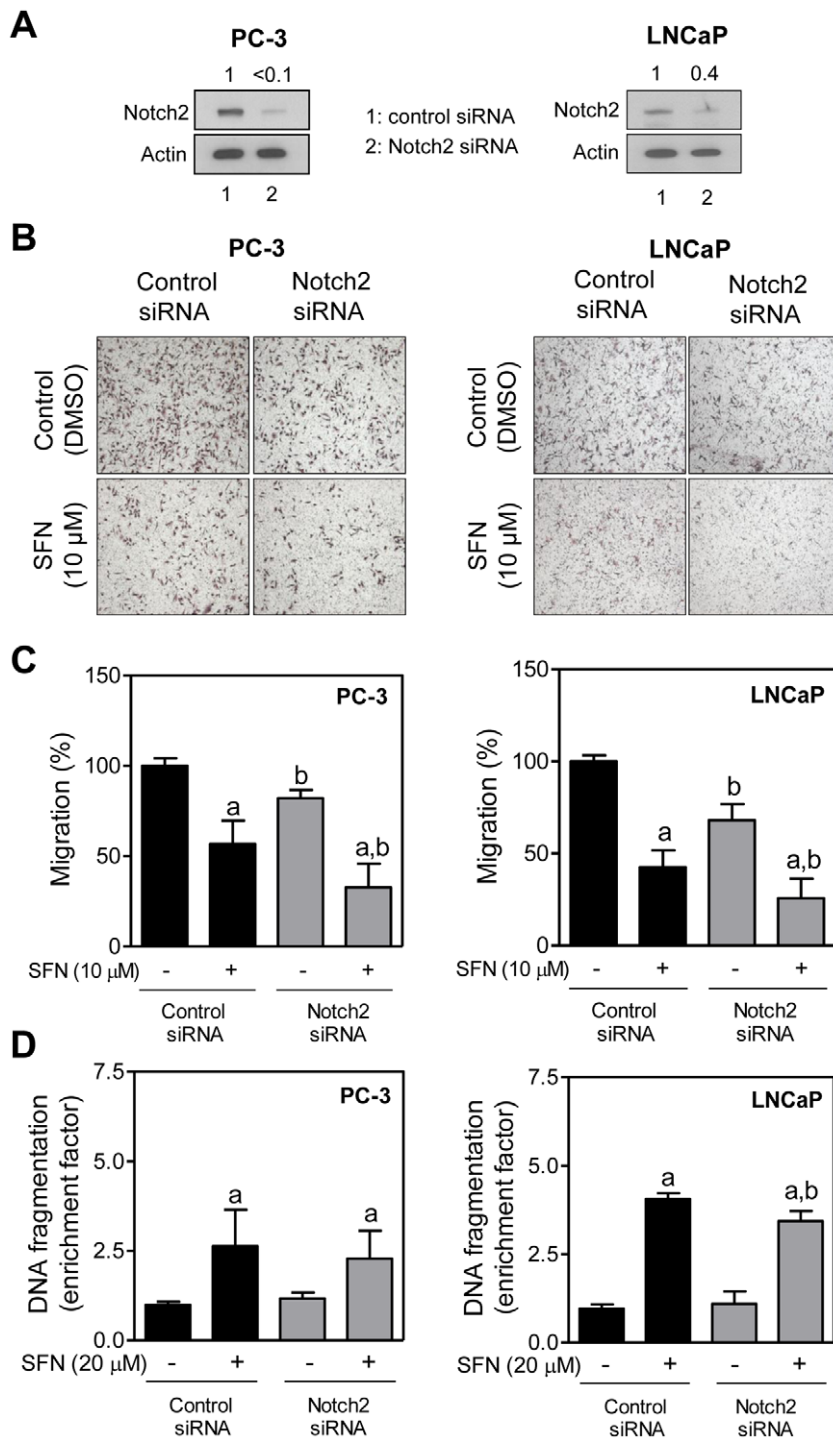 A
PC-3
1 <0.1
Notch2
Actin
1 2
1: control siRNA
2: Notch2 siRNA
LNCaP
1 0.4
Notch2
Actin
1 2
B
PC-3
Control
siRNA
Notch2
siRNA
Control
(DMSO)
SFN
(10 µM)
LNCaP
Control
siRNA
Notch2
siRNA
Control
(DMSO)
SFN
(10 µM)
C
PC-3
Migration (%)
150
100
50
0
a
b
a,b
SFN (10 µM) - + - +
Control
siRNA
Notch2
siRNA
LNCaP
Migration (%)
150
100
50
0
a
b
a,b
SFN (10 µM) - + - +
Control
siRNA
Notch2
siRNA
D
PC-3
DNA fragmentation
(enrichment factor)
7.5
5.0
2.5
0.0
a
a
SFN (20 µM) - + - +
Control
siRNA
Notch2
siRNA
LNCaP
DNA fragmentation
(enrichment factor)
7.5
5.0
2.5
0.0
a
a,b
SFN (20 µM) - + - +
Control
siRNA
Notch2
siRNA